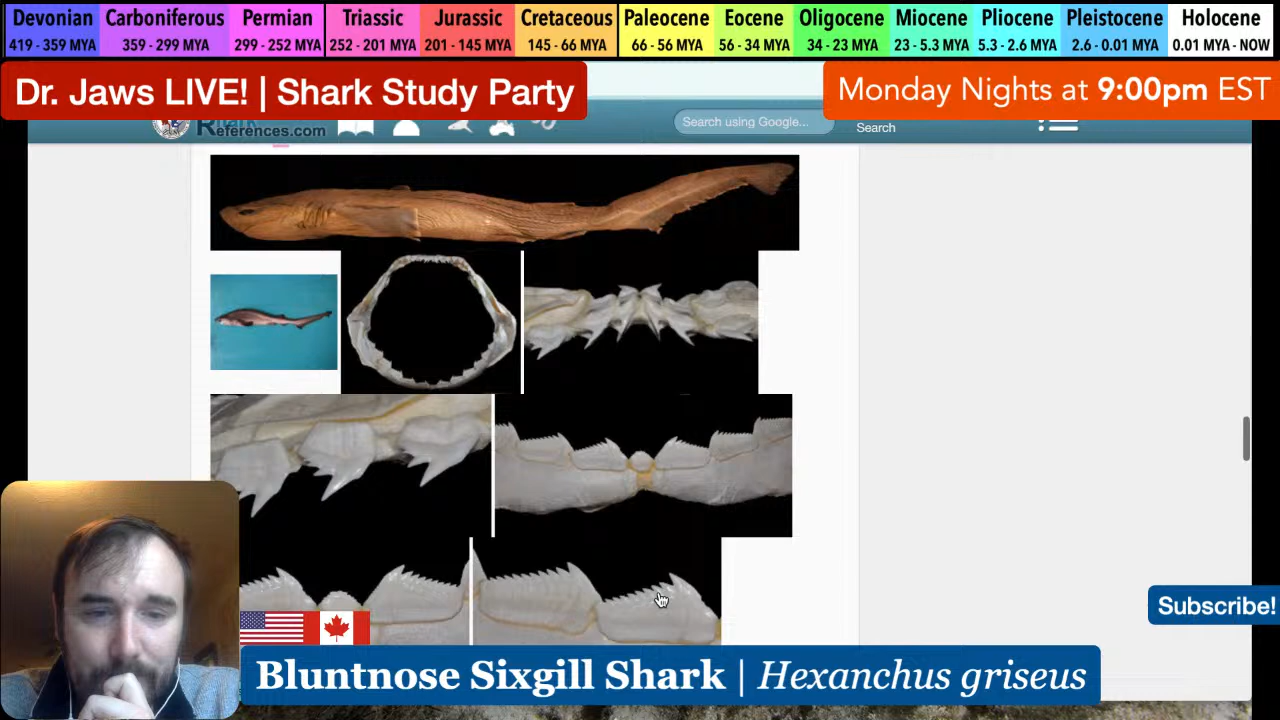 Devonian
419 - 359 MYA
Carboniferous
359 - 299 MYA
Permian
299 - 252 MYA
Triassic
252 - 201 MYA
Jurassic
201 - 145 MYA
Cretaceous
145 - 66 MYA
Paleocene
66 - 56 MYA
Eocene
56 - 34 MYA
Oligocene
34 - 23 MYA
Miocene
23 - 5.3 MYA
Pliocene
5.3 - 2.6 MYA
Pleistocene
2.6 - 0.01 MYA
Holocene
0.01 MYA - NOW
Dr. Jaws LIVE! | Shark Study Party
Monday Nights at 9:00pm EST
References.com
Search using Google...
Search
Subscribe!
Bluntnose Sixgill Shark | Hexanchus griseus